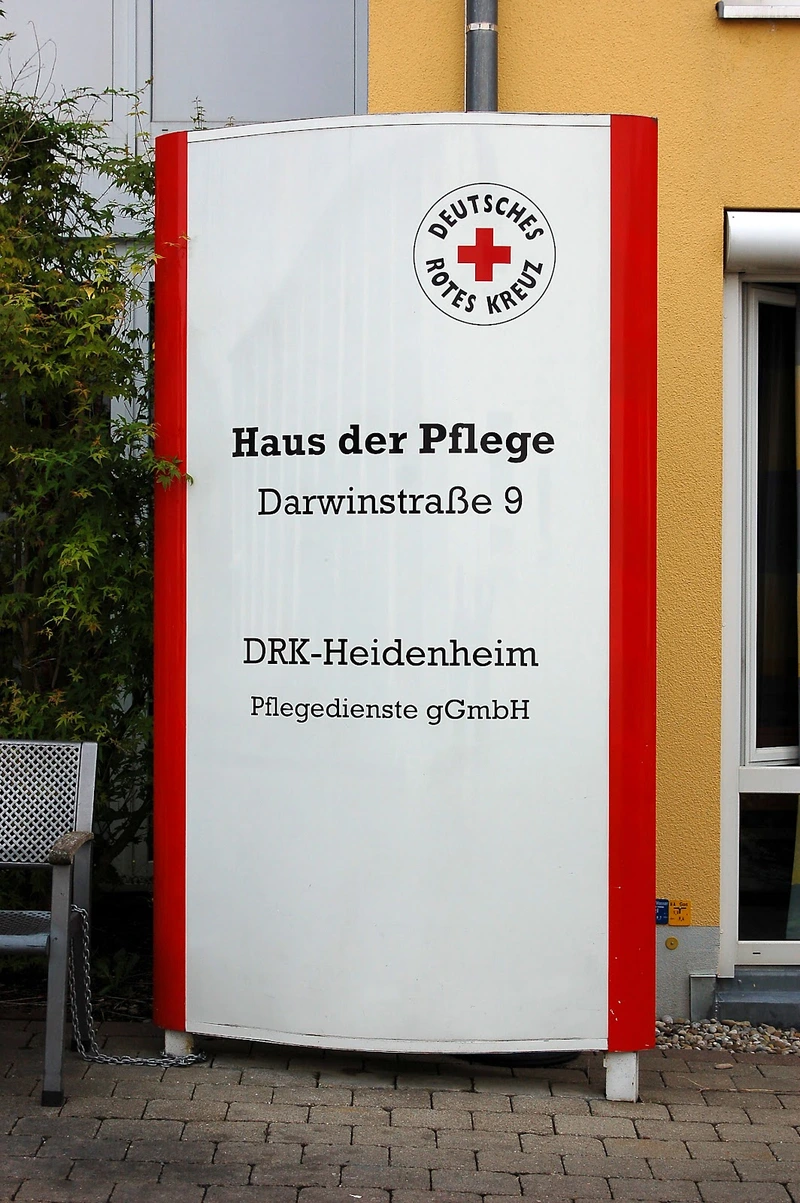 DEUTSCHES
ROTES KREUZ
Haus der Pflege
Darwinstraße 9
DRK-Heidenheim
Pflegedienste gGmbH